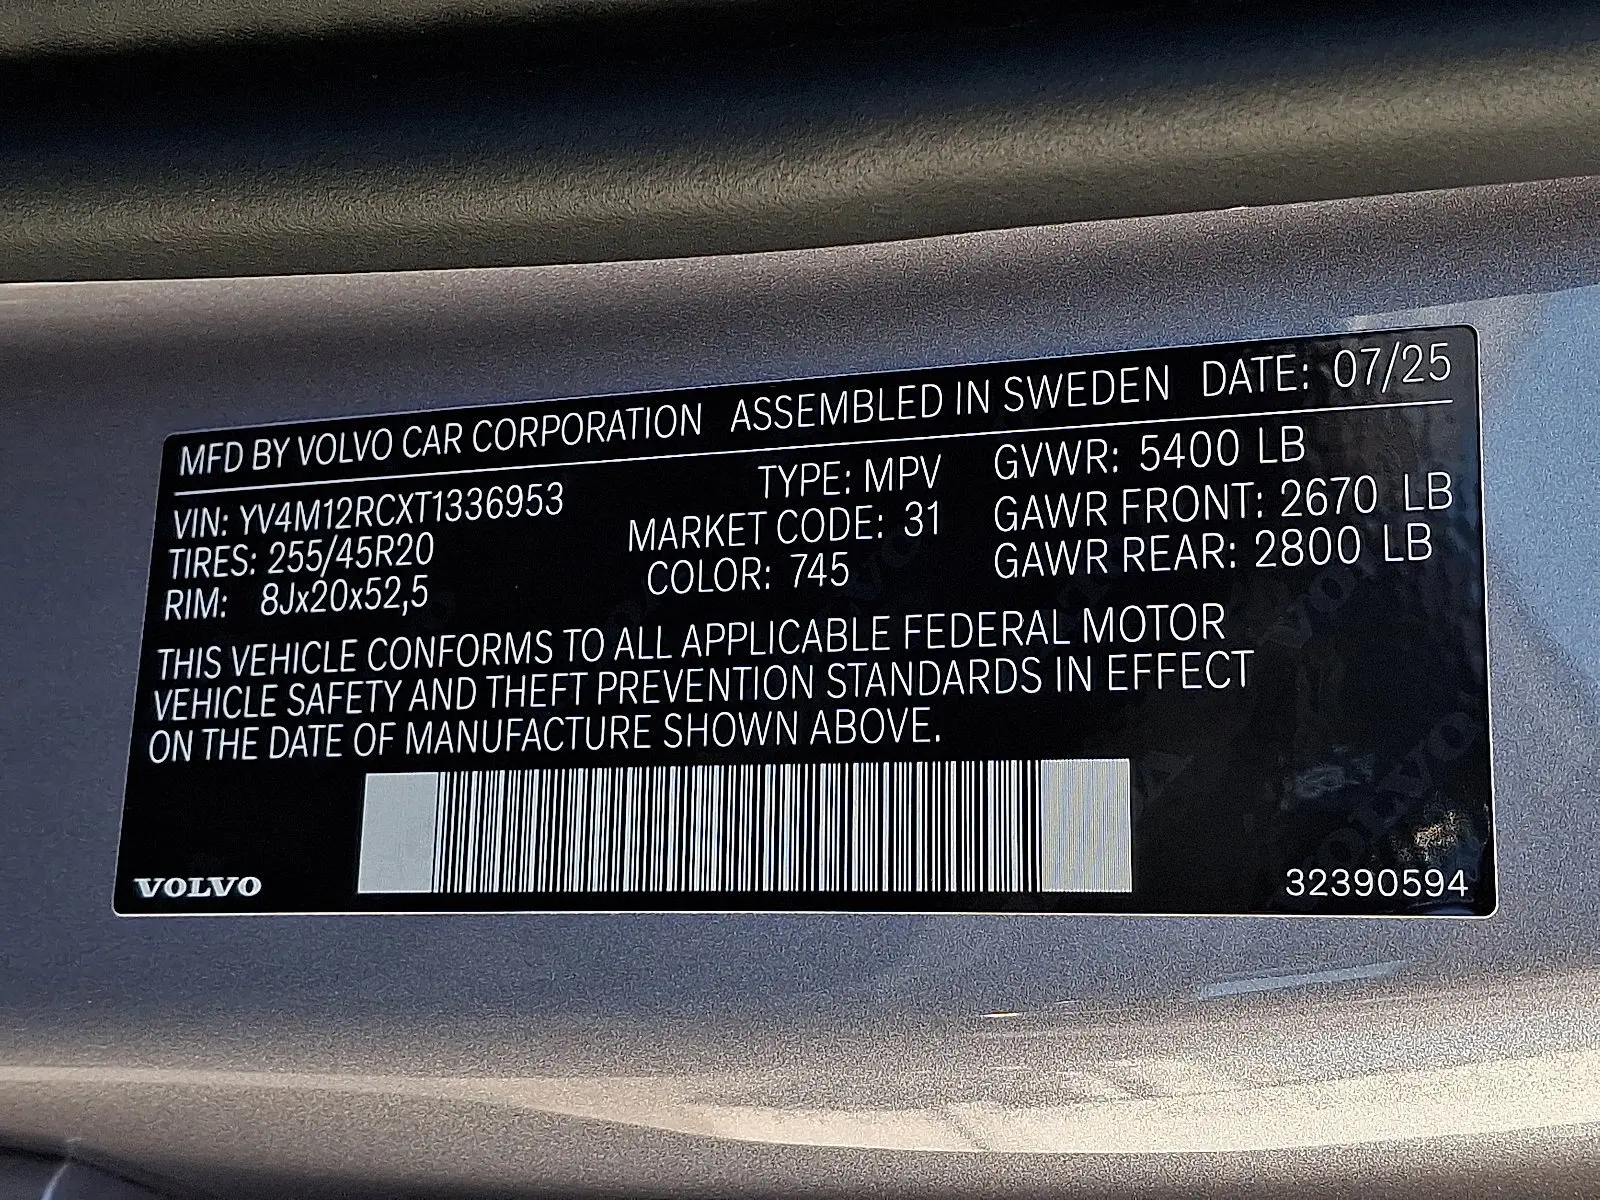 MFD BY VOLVO CAR CORPORATION ASSEMBLED IN SWEDEN DATE: 07/25
VIN: YV4M12RCXT1336953 TYPE: MPV GVWR: 5400 LB
TIRES: 255/45R20 MARKET CODE: 31 GAWR FRONT: 2670 LB
RIM: 8Jx20x52,5 COLOR: 745 GAWR REAR: 2800 LB
THIS VEHICLE CONFORMS TO ALL APPLICABLE FEDERAL MOTOR
VEHICLE SAFETY AND THEFT PREVENTION STANDARDS IN EFFECT
ON THE DATE OF MANUFACTURE SHOWN ABOVE.
VOLVO 32390594